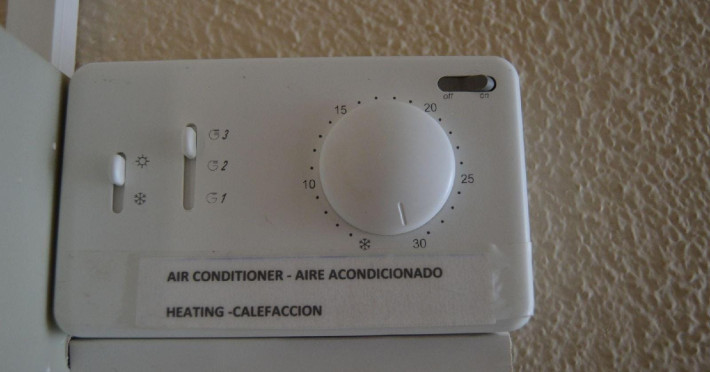 off on
15 20
3
2
10 25
1
30
AIR CONDITIONER - AIRE ACONDICIONADO
HEATING -CALEFACCION